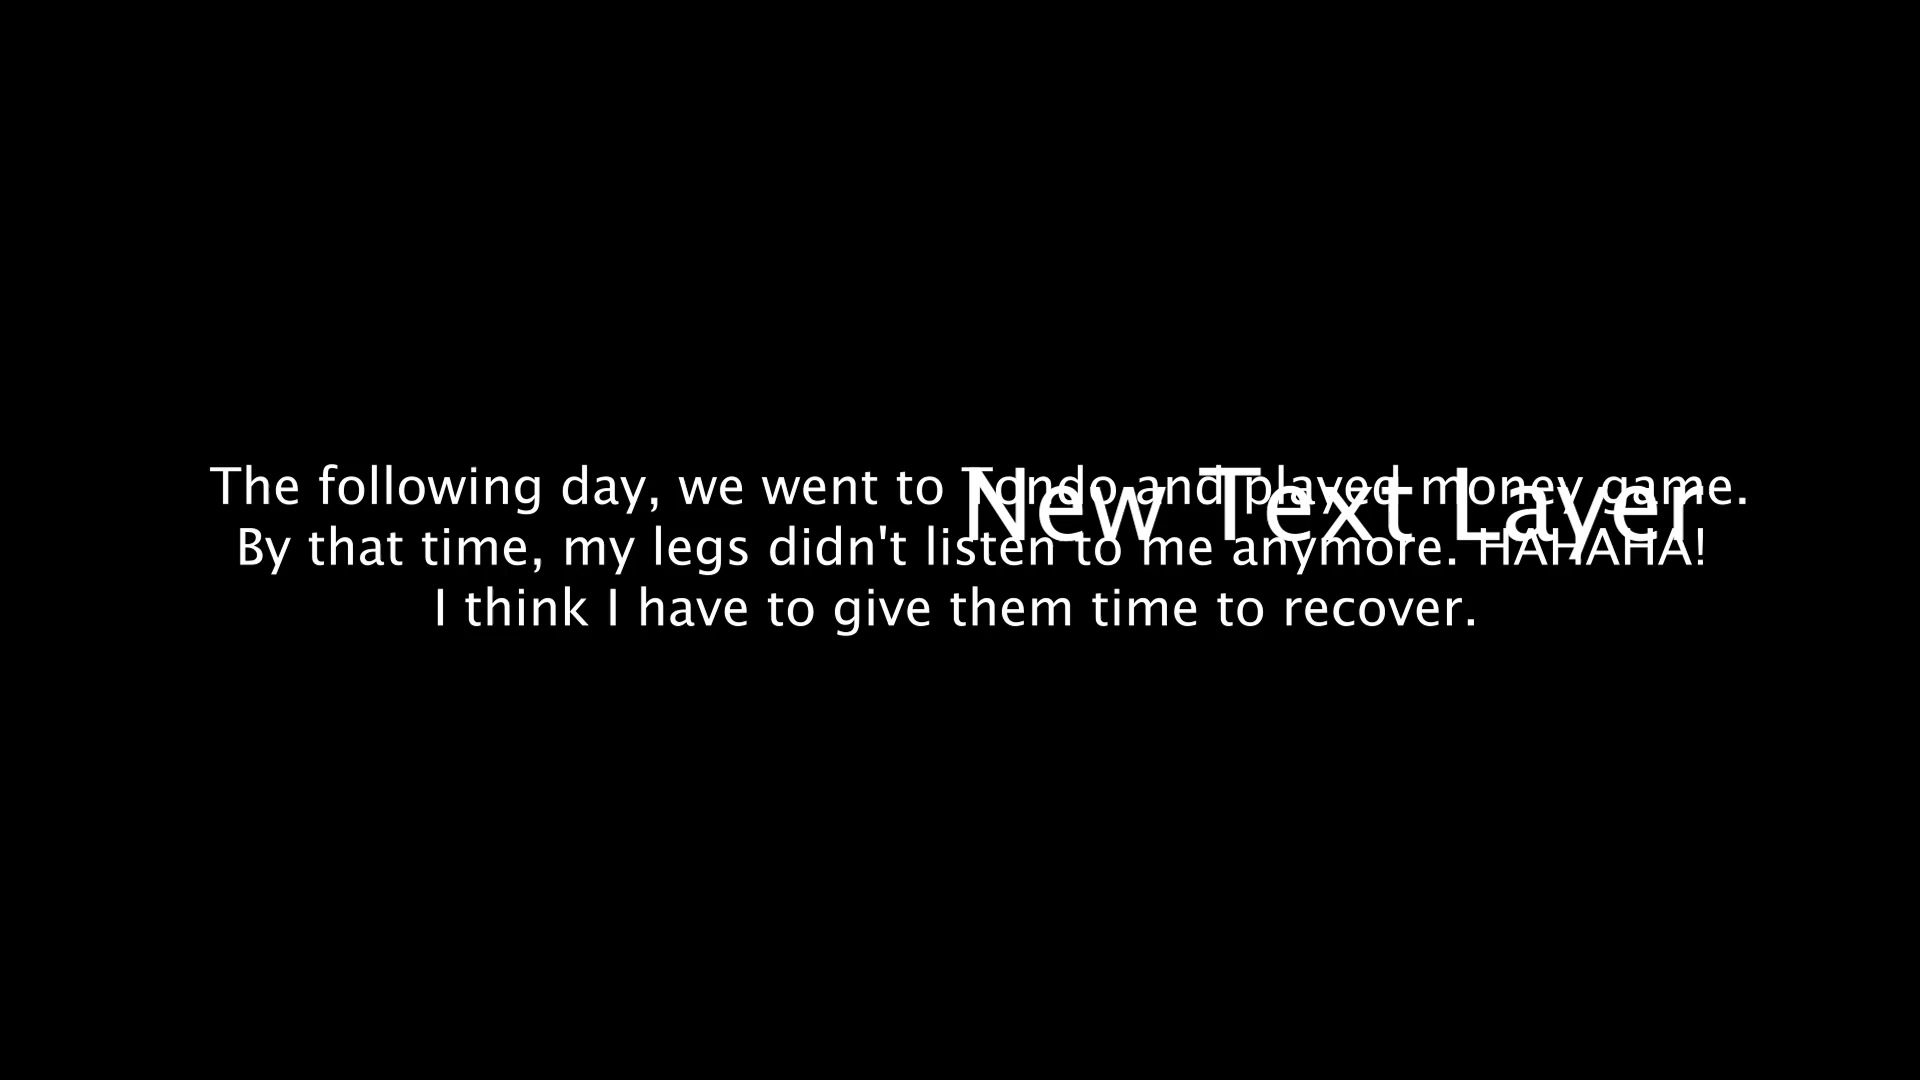 The following day, we went to Tondo and played money game.
New Text Layer
By that time, my legs didn't listen to me anymore. HAHAHA!
I think I have to give them time to recover.